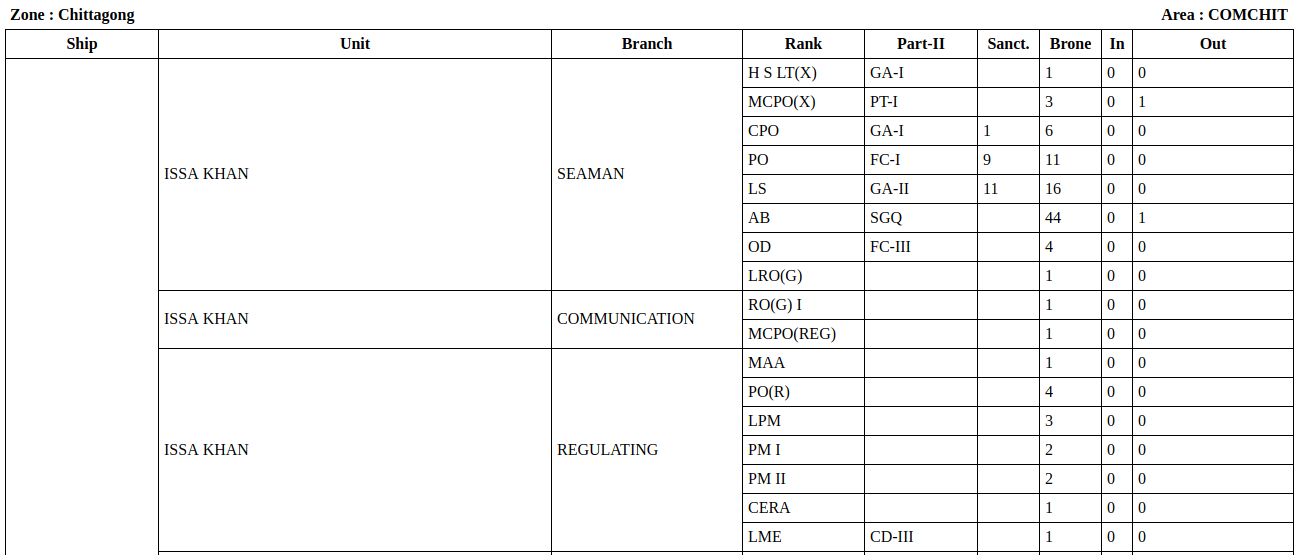 Zone : Chittagong Area : COMCHIT
Ship Unit Branch Rank Part-II Sanct. Brone In Out
H S LT(X) GA-I 1 0 0
MCPO(X) PT-I 3 0 1
CPO GA-I 1 6 0 0
PO FC-I 9 11 0 0
ISSA KHAN SEAMAN
LS GA-II 11 16 0 0
AB SGQ 44 0 1
OD FC-III 4 0 0
LRO(G) 1 0 0
RO(G) I 1 0 0
ISSA KHAN COMMUNICATION
MCPO(REG) 1 0 0
MAA 1 0 0
PO(R) 4 0 0
LPM 3 0 0
ISSA KHAN REGULATING PM I 2 0 0
PM II 2 0 0
CERA 1 0 0
LME CD-III 1 0 0